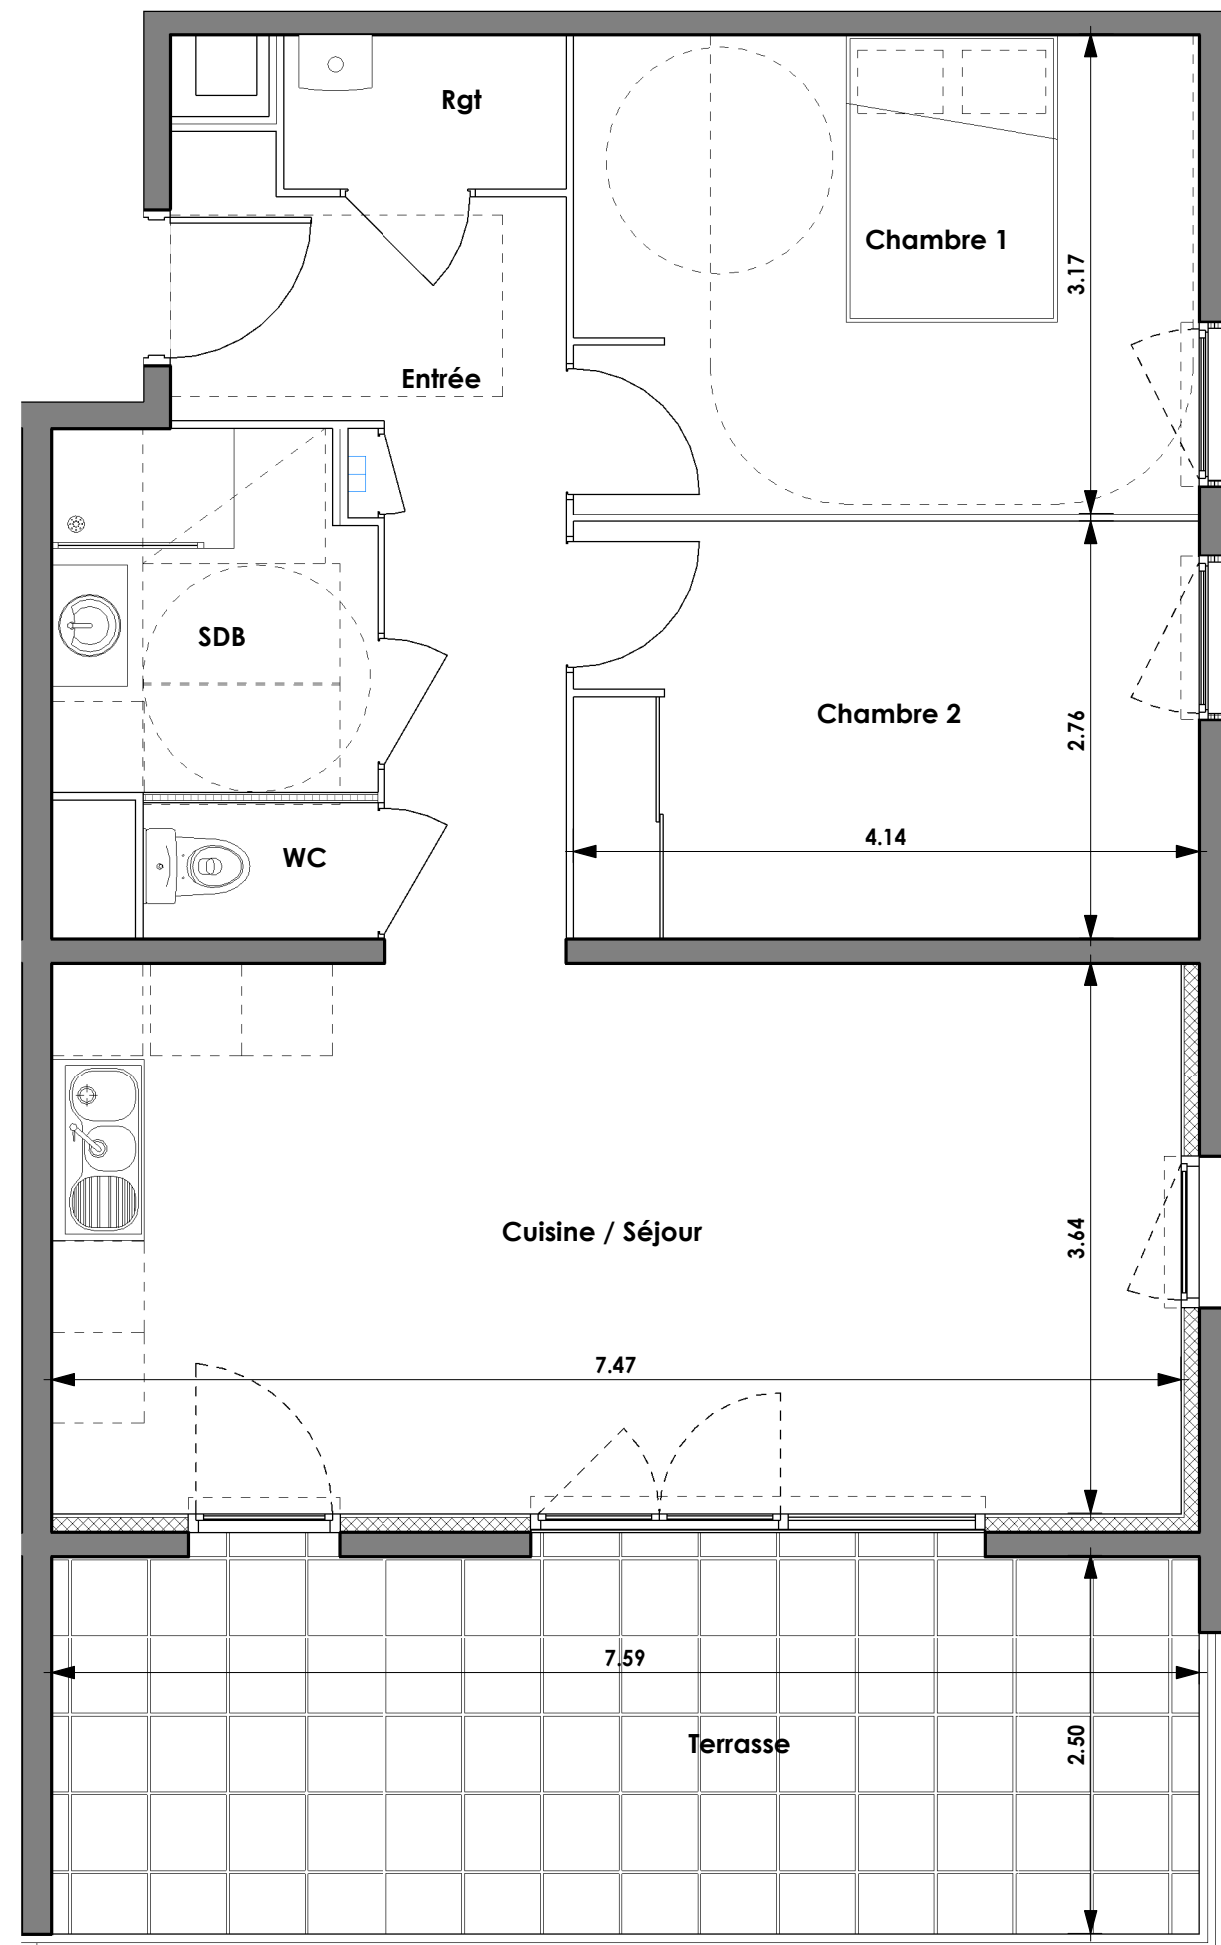 Rgt
Chambre 1
3.17
Entrée
SDB
Chambre 2
2.76
4.14
WC
Cuisine / Séjour
3.64
7.47
7.59
Terrasse
2.50